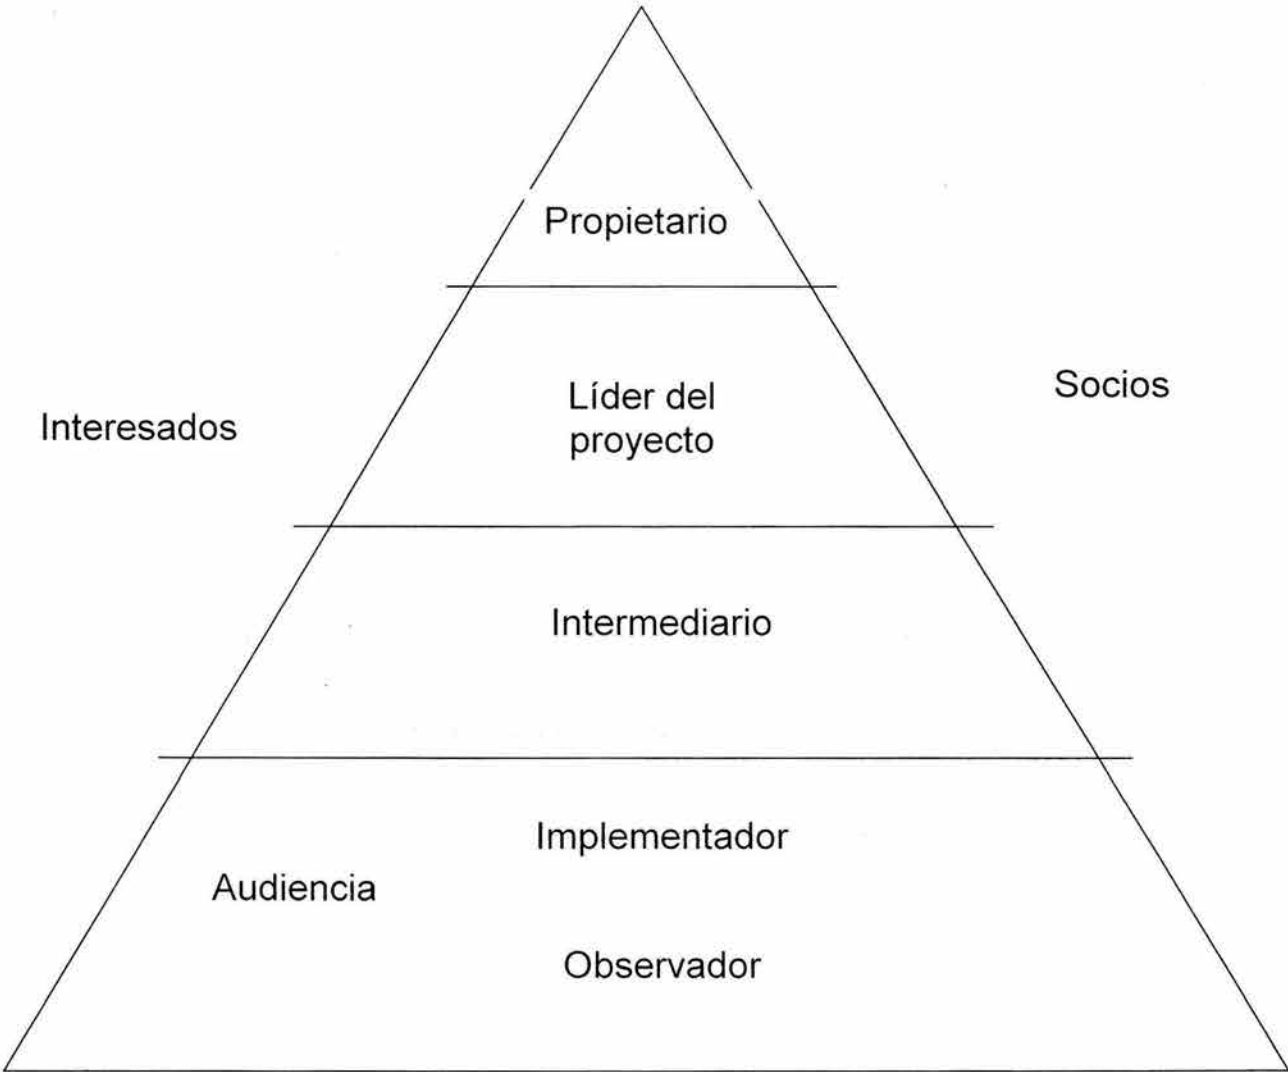 Propietario
Líder del
proyecto
Socios
Interesados
Intermediario
Implementador
Audiencia
Observador